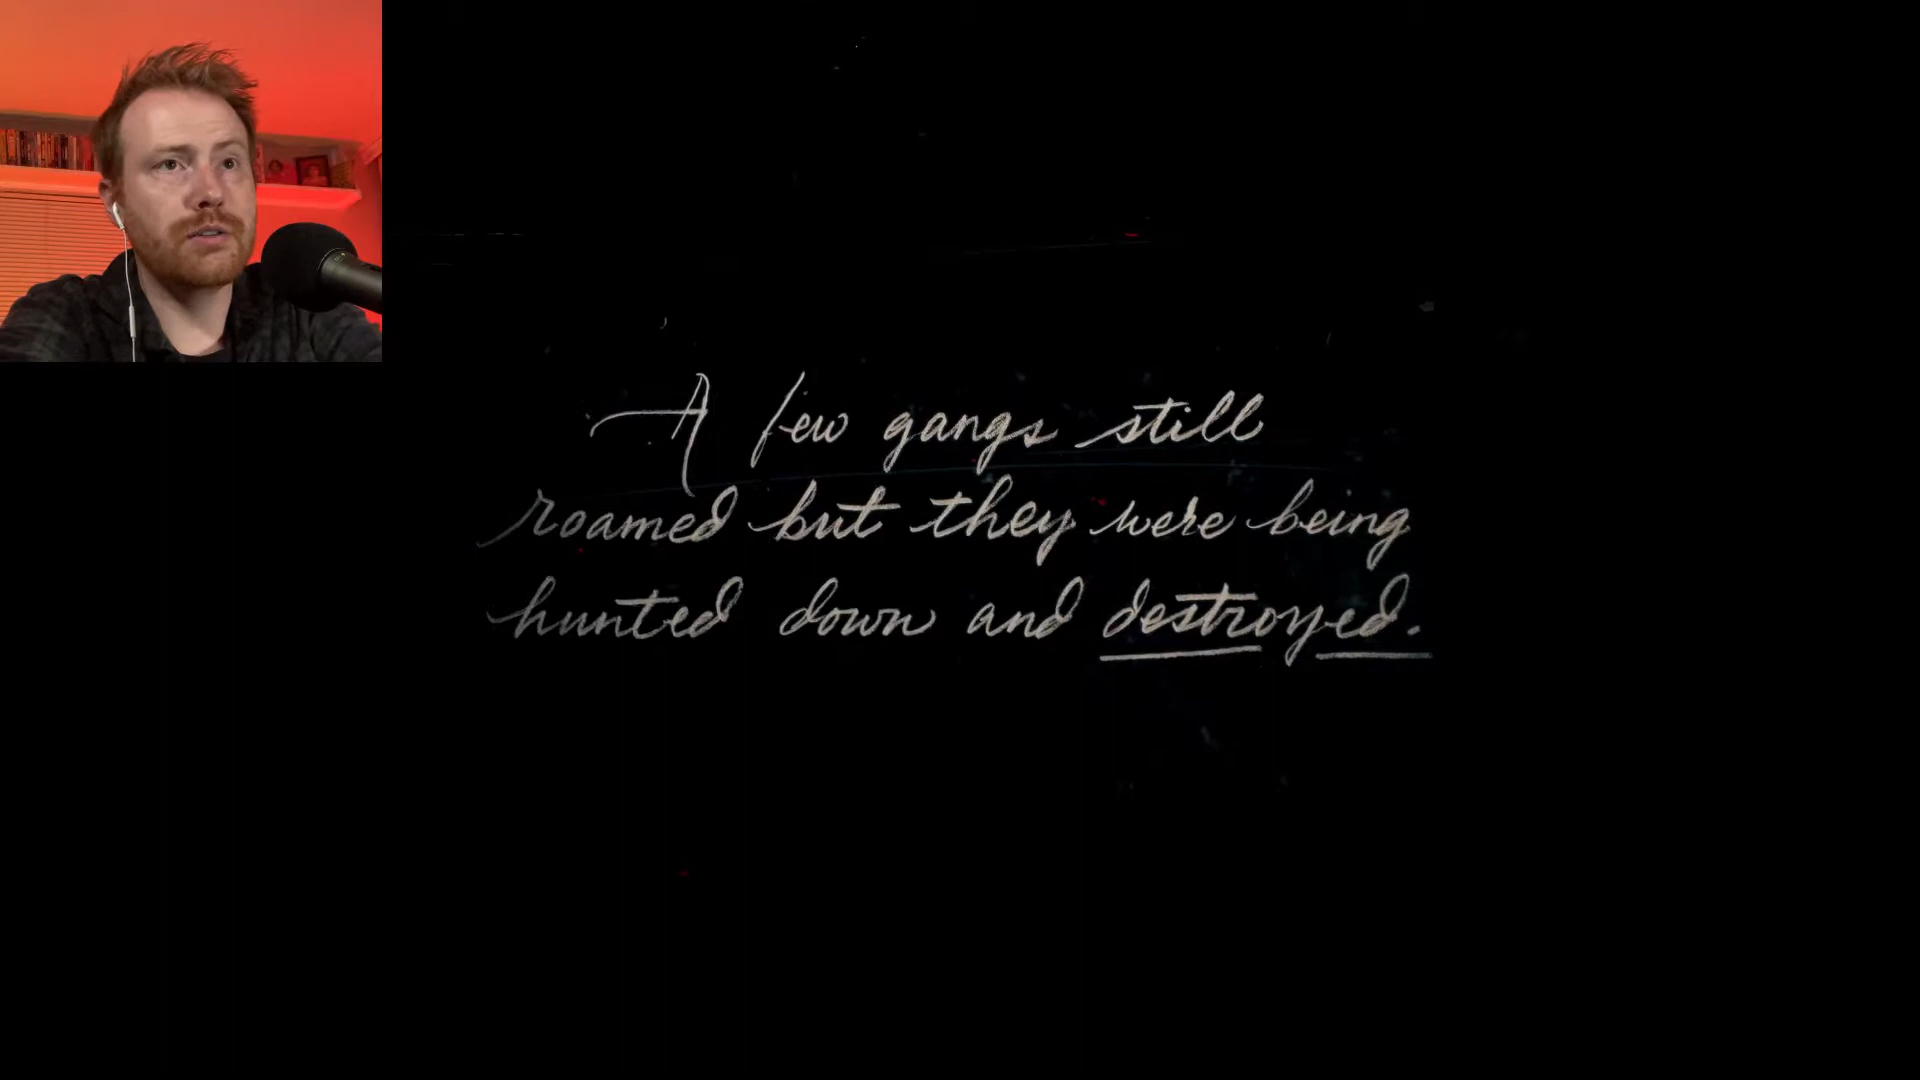 A few gangs still
roamed but they were being
hunted down and destroyed.